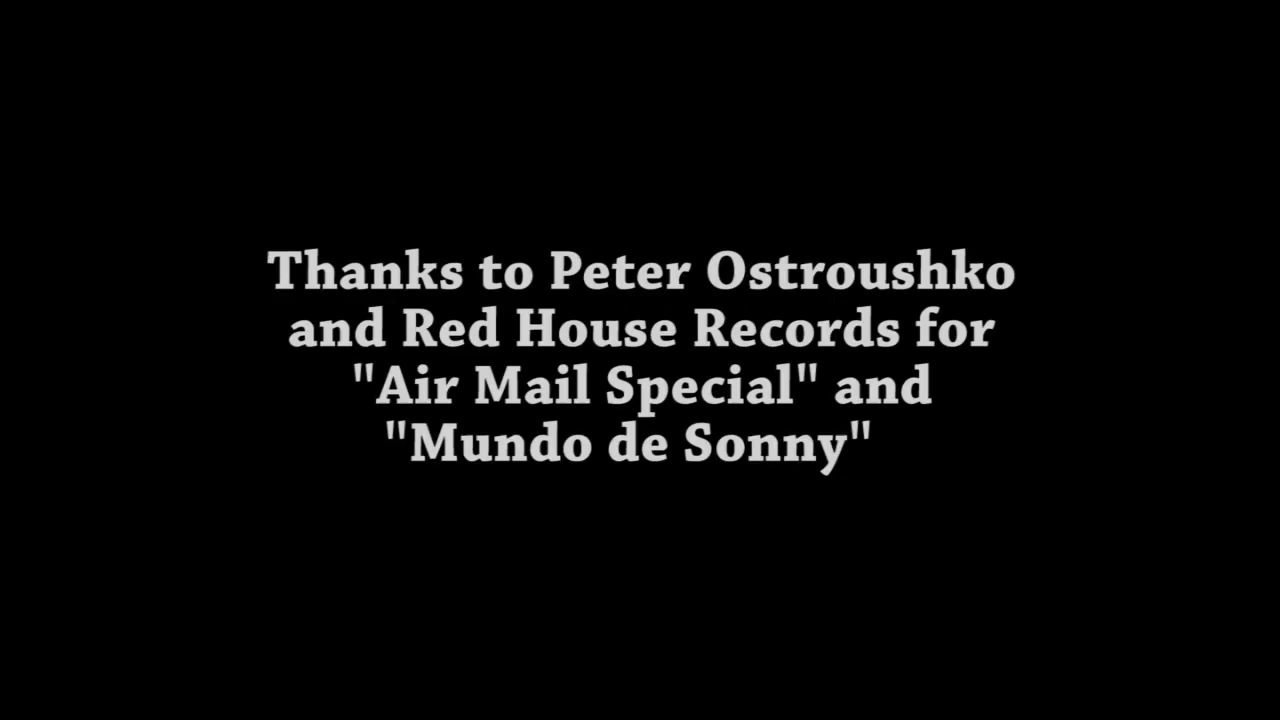 Thanks to Peter Ostroushko
and Red House Records for
"Air Mail Special" and
"Mundo de Sonny"